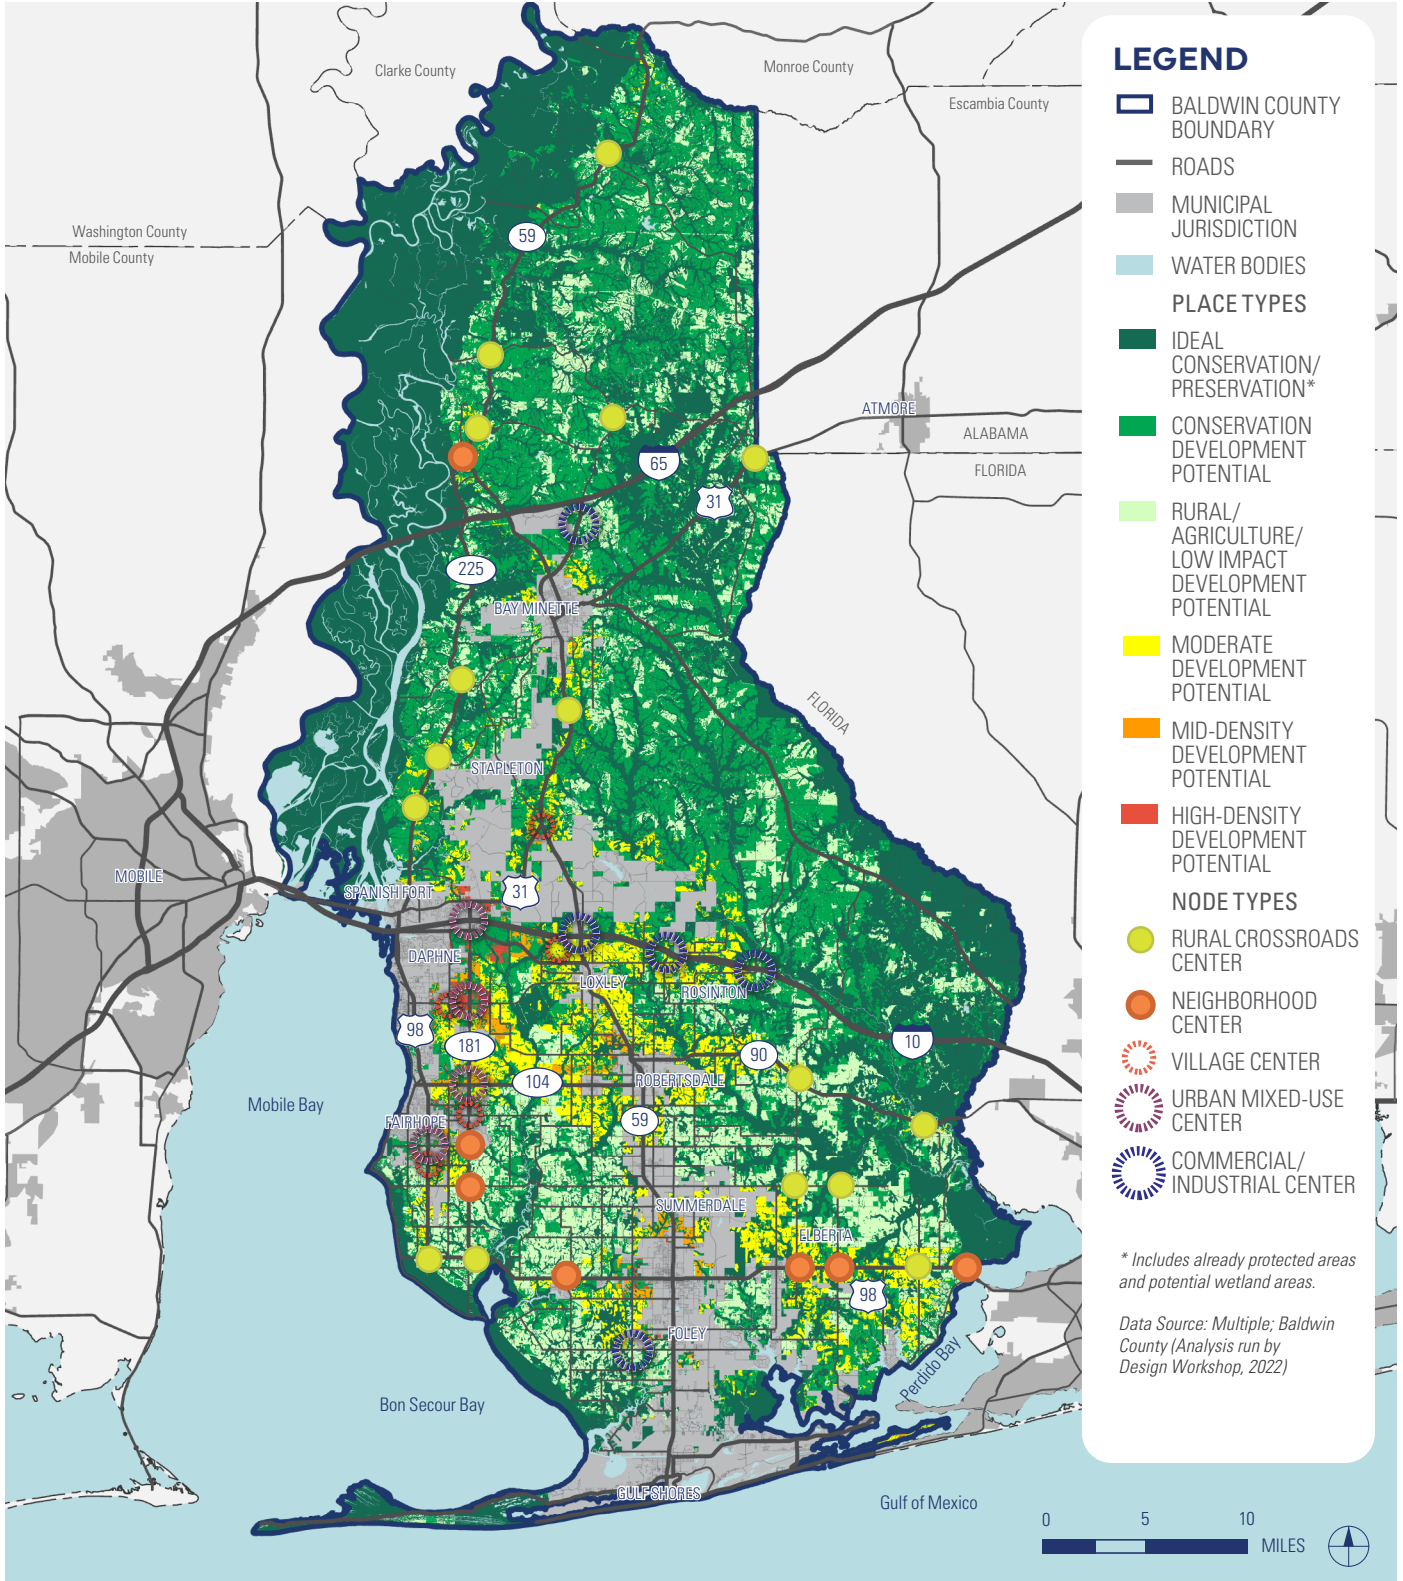 Clarke County
Monroe County
Escambia County
Washington County
Mobile County
59
ATMORE
ALABAMA
FLORIDA
65
31
225
BAY MINETTE
FLORIDA
STAPLETON
MOBILE
SPANISH FORT
31
DAPHNE
LOXLEY
ROSINTON
98
181
10
90
104
ROBERTSDALE
Mobile Bay
59
FAIRHOPE
SUMMERDALE
ELBERTA
98
FOLEY
Perdido Bay
Bon Secour Bay
GULF SHORES
Gulf of Mexico
LEGEND
BALDWIN COUNTY
BOUNDARY
ROADS
MUNICIPAL
JURISDICTION
WATER BODIES
PLACE TYPES
IDEAL
CONSERVATION/
PRESERVATION*
CONSERVATION
DEVELOPMENT
POTENTIAL
RURAL/
AGRICULTURE/
LOW IMPACT
DEVELOPMENT
POTENTIAL
MODERATE
DEVELOPMENT
POTENTIAL
MID-DENSITY
DEVELOPMENT
POTENTIAL
HIGH-DENSITY
DEVELOPMENT
POTENTIAL
NODE TYPES
RURAL CROSSROADS
CENTER
NEIGHBORHOOD
CENTER
VILLAGE CENTER
URBAN MIXED-USE
CENTER
COMMERCIAL/
INDUSTRIAL CENTER
* Includes already protected areas
and potential wetland areas.
Data Source: Multiple; Baldwin
County (Analysis run by
Design Workshop, 2022)
0 5 10
MILES